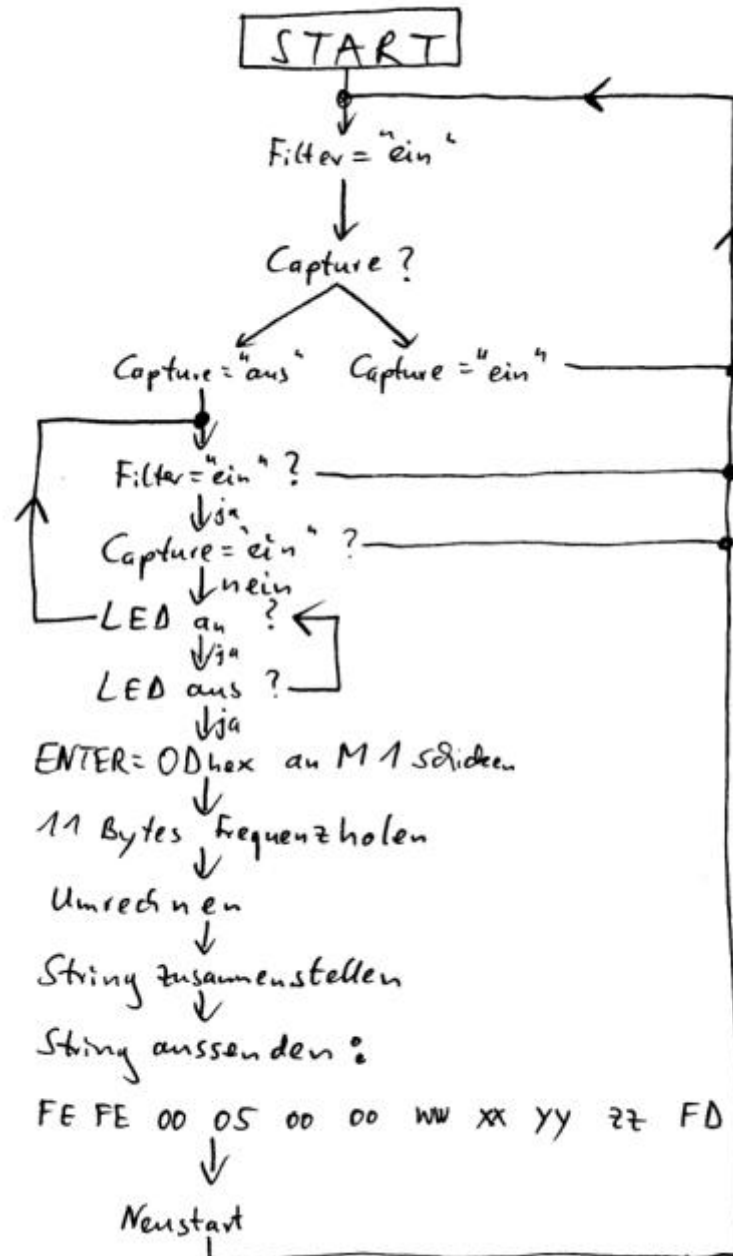 START
Filter = "ein"
Capture ?
Capture = "aus" Capture = "ein"
Filter = "ein" ?
ja
Capture = "ein" ?
nein
LED an ?
ja
LED aus ?
ja
ENTER = 0Dhex an M1 schicken
11 Bytes Frequenz holen
Umrechnen
String zusammenstellen
String aussenden :
FE FE 00 05 00 00 ww xx yy zz FD
Neustart